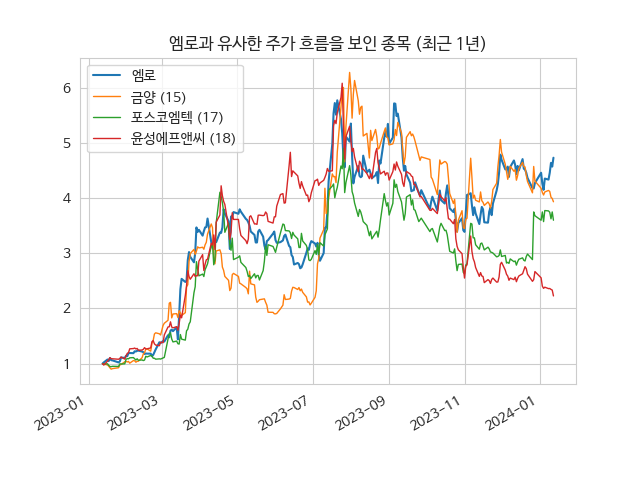 엠로과 유사한 주가 흐름을 보인 종목 (최근 1년)
엠로
금양 (15)
포스코엠텍 (17)
윤성에프앤씨 (18)
6
5
4
3
2
1
2023-01
2023-03
2023-05
2023-07
2023-09
2023-11
2024-01